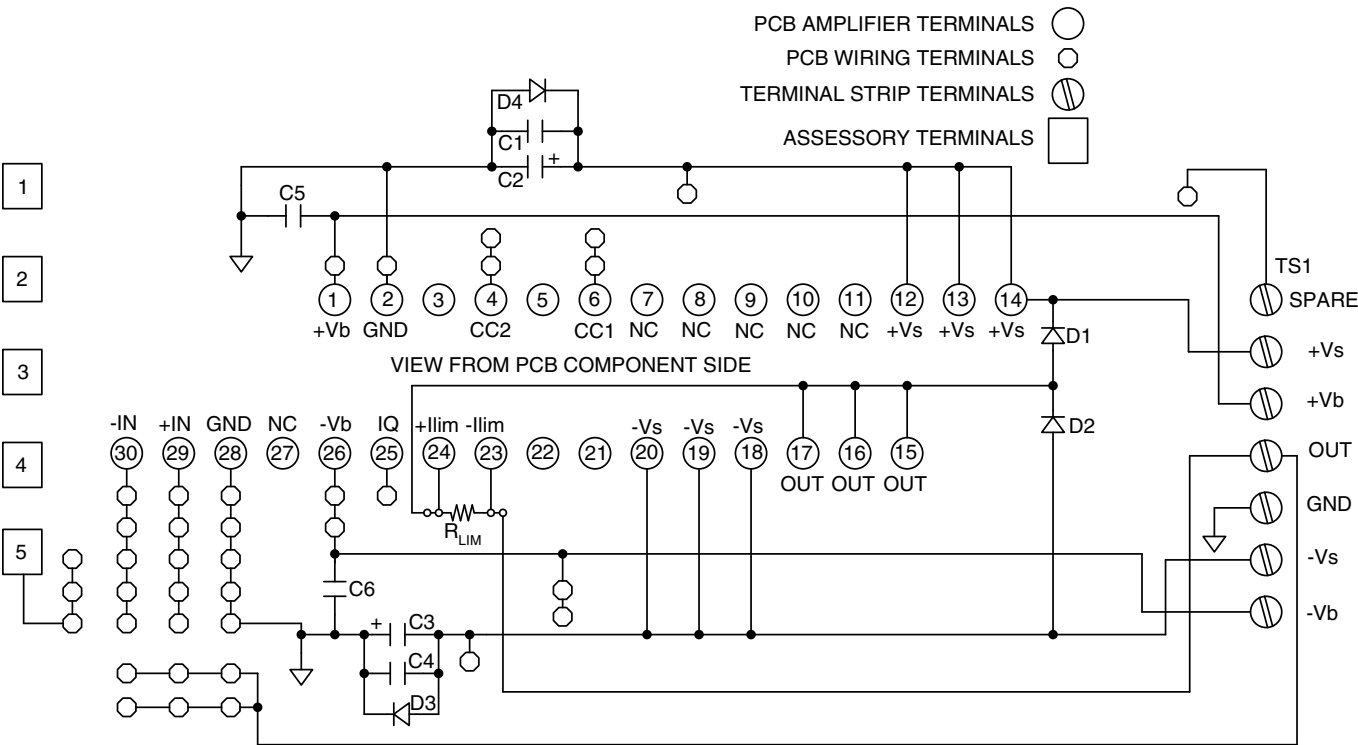 PCB AMPLIFIER TERMINALS
PCB WIRING TERMINALS
TERMINAL STRIP TERMINALS
ASSESSORY TERMINALS
D4
C1
C2 +
1
C5
2
TS1
1 2 3 4 5 6 7 8 9 10 11 12 13 14
SPARE
+Vb GND CC2 CC1 NC NC NC NC NC +Vs +Vs +Vs
D1
+Vs
VIEW FROM PCB COMPONENT SIDE
3
+Vb
-IN +IN GND NC -Vb IQ +Ilim -Ilim -Vs -Vs -Vs
D2
4
30 29 28 27 26 25 24 23 22 21 20 19 18 17 16 15
OUT
OUT OUT OUT
GND
RLIM
5
-Vs
C6
-Vb
+ C3
C4
D3